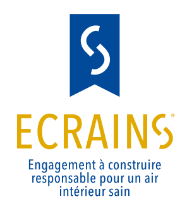 ECRAINS
Engagement à construire
responsable pour un air
intérieur sain